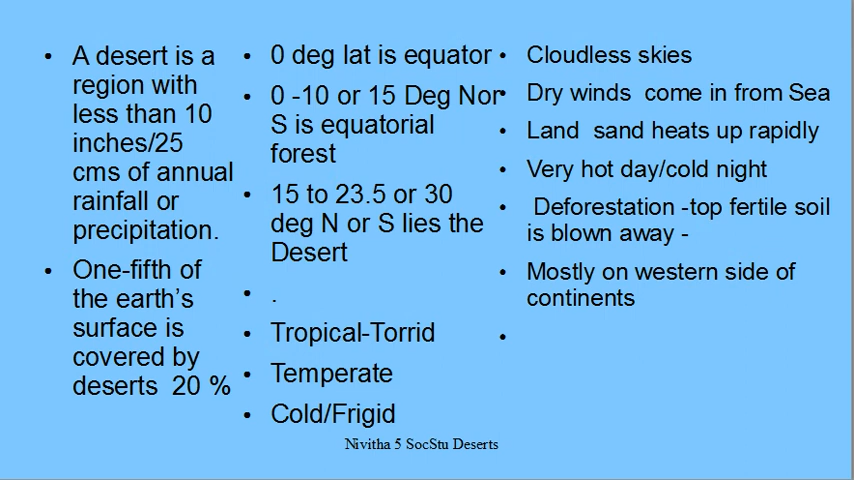 • A desert is a
region with
less than 10
inches/25
cms of annual
rainfall or
precipitation.
• One-fifth of
the earth’s
surface is
covered by
deserts 20 %
• 0 deg lat is equator
• 0 -10 or 15 Deg Nor
S is equatorial
forest
• 15 to 23.5 or 30
deg N or S lies the
Desert
• .
• Tropical-Torrid
• Temperate
• Cold/Frigid
• Cloudless skies
• Dry winds come in from Sea
• Land sand heats up rapidly
• Very hot day/cold night
• Deforestation -top fertile soil
is blown away -
• Mostly on western side of
continents
•
Nivitha 5 SocStu Deserts